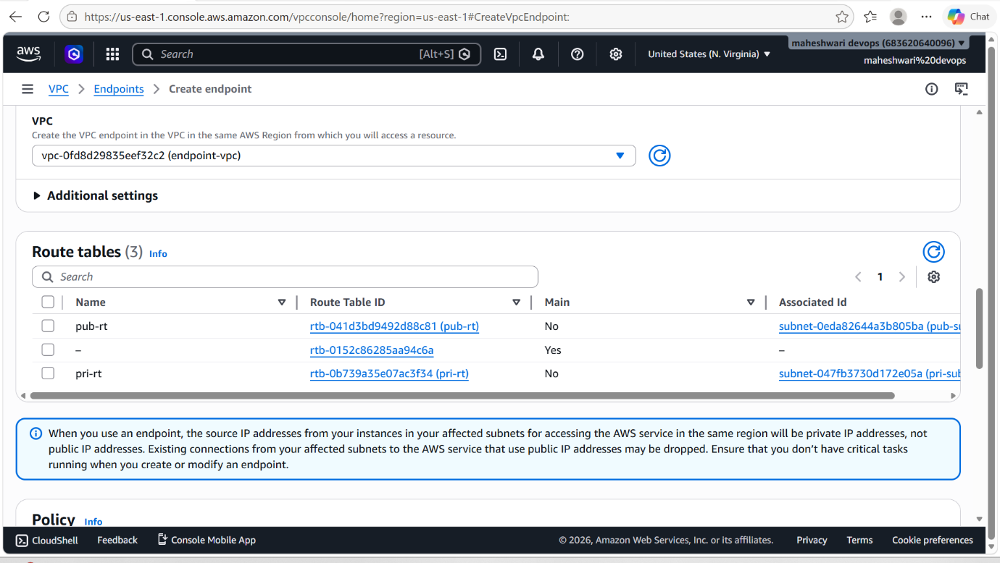 https://us-east-1.console.aws.amazon.com/vpcconsole/home?region=us-east-1#CreateVpcEndpoint:
Chat
aws
Search [Alt+S]
United States (N. Virginia)
maheshwari devops (683620640096)
maheshwari%20devops
VPC
Endpoints
Create endpoint
VPC
Create the VPC endpoint in the VPC in the same AWS Region from which you will access a resource.
vpc-0fd8d29835eef32c2 (endpoint-vpc)
Additional settings
Route tables (3) Info
Search
1
Name Route Table ID Main Associated Id
pub-rt rtb-041d3bd9492d88c81 (pub-rt) No subnet-0eda82644a3b805ba (pub-su
– rtb-0152c86285aa94c6a Yes –
pri-rt rtb-0b739a35e07ac3f34 (pri-rt) No subnet-047fb3730d172e05a (pri-sub
When you use an endpoint, the source IP addresses from your instances in your affected subnets for accessing the AWS service in the same region will be private IP addresses, not
public IP addresses. Existing connections from your affected subnets to the AWS service that use public IP addresses may be dropped. Ensure that you don't have critical tasks
running when you create or modify an endpoint.
Policy Info
CloudShell Feedback Console Mobile App © 2026, Amazon Web Services, Inc. or its affiliates. Privacy Terms Cookie preferences